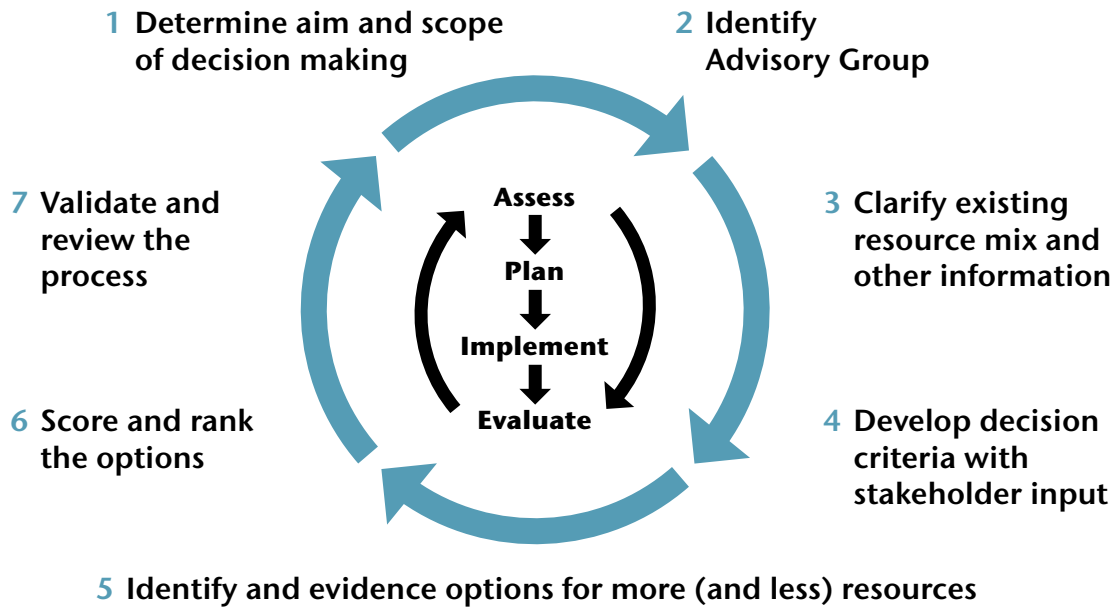 1 Determine aim and scope
of decision making
2 Identify
Advisory Group
3 Clarify existing
resource mix and
other information
4 Develop decision
criteria with
stakeholder input
5 Identify and evidence options for more (and less) resources
6 Score and rank
the options
7 Validate and
review the
process
Assess
Plan
Implement
Evaluate